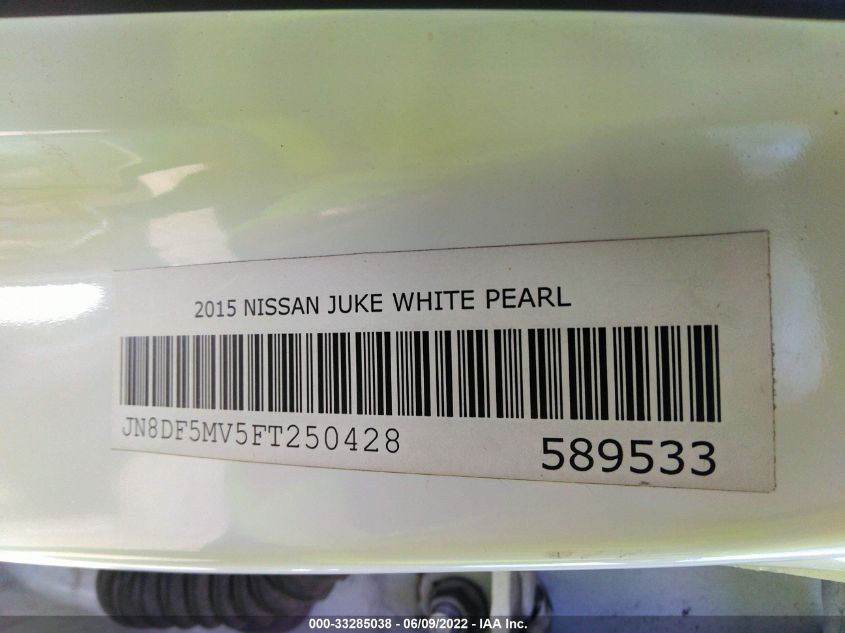 2015 NISSAN JUKE WHITE PEARL
JN8DF5MV5FT250428
589533
000-33285038 - 06/09/2022 - IAA Inc.